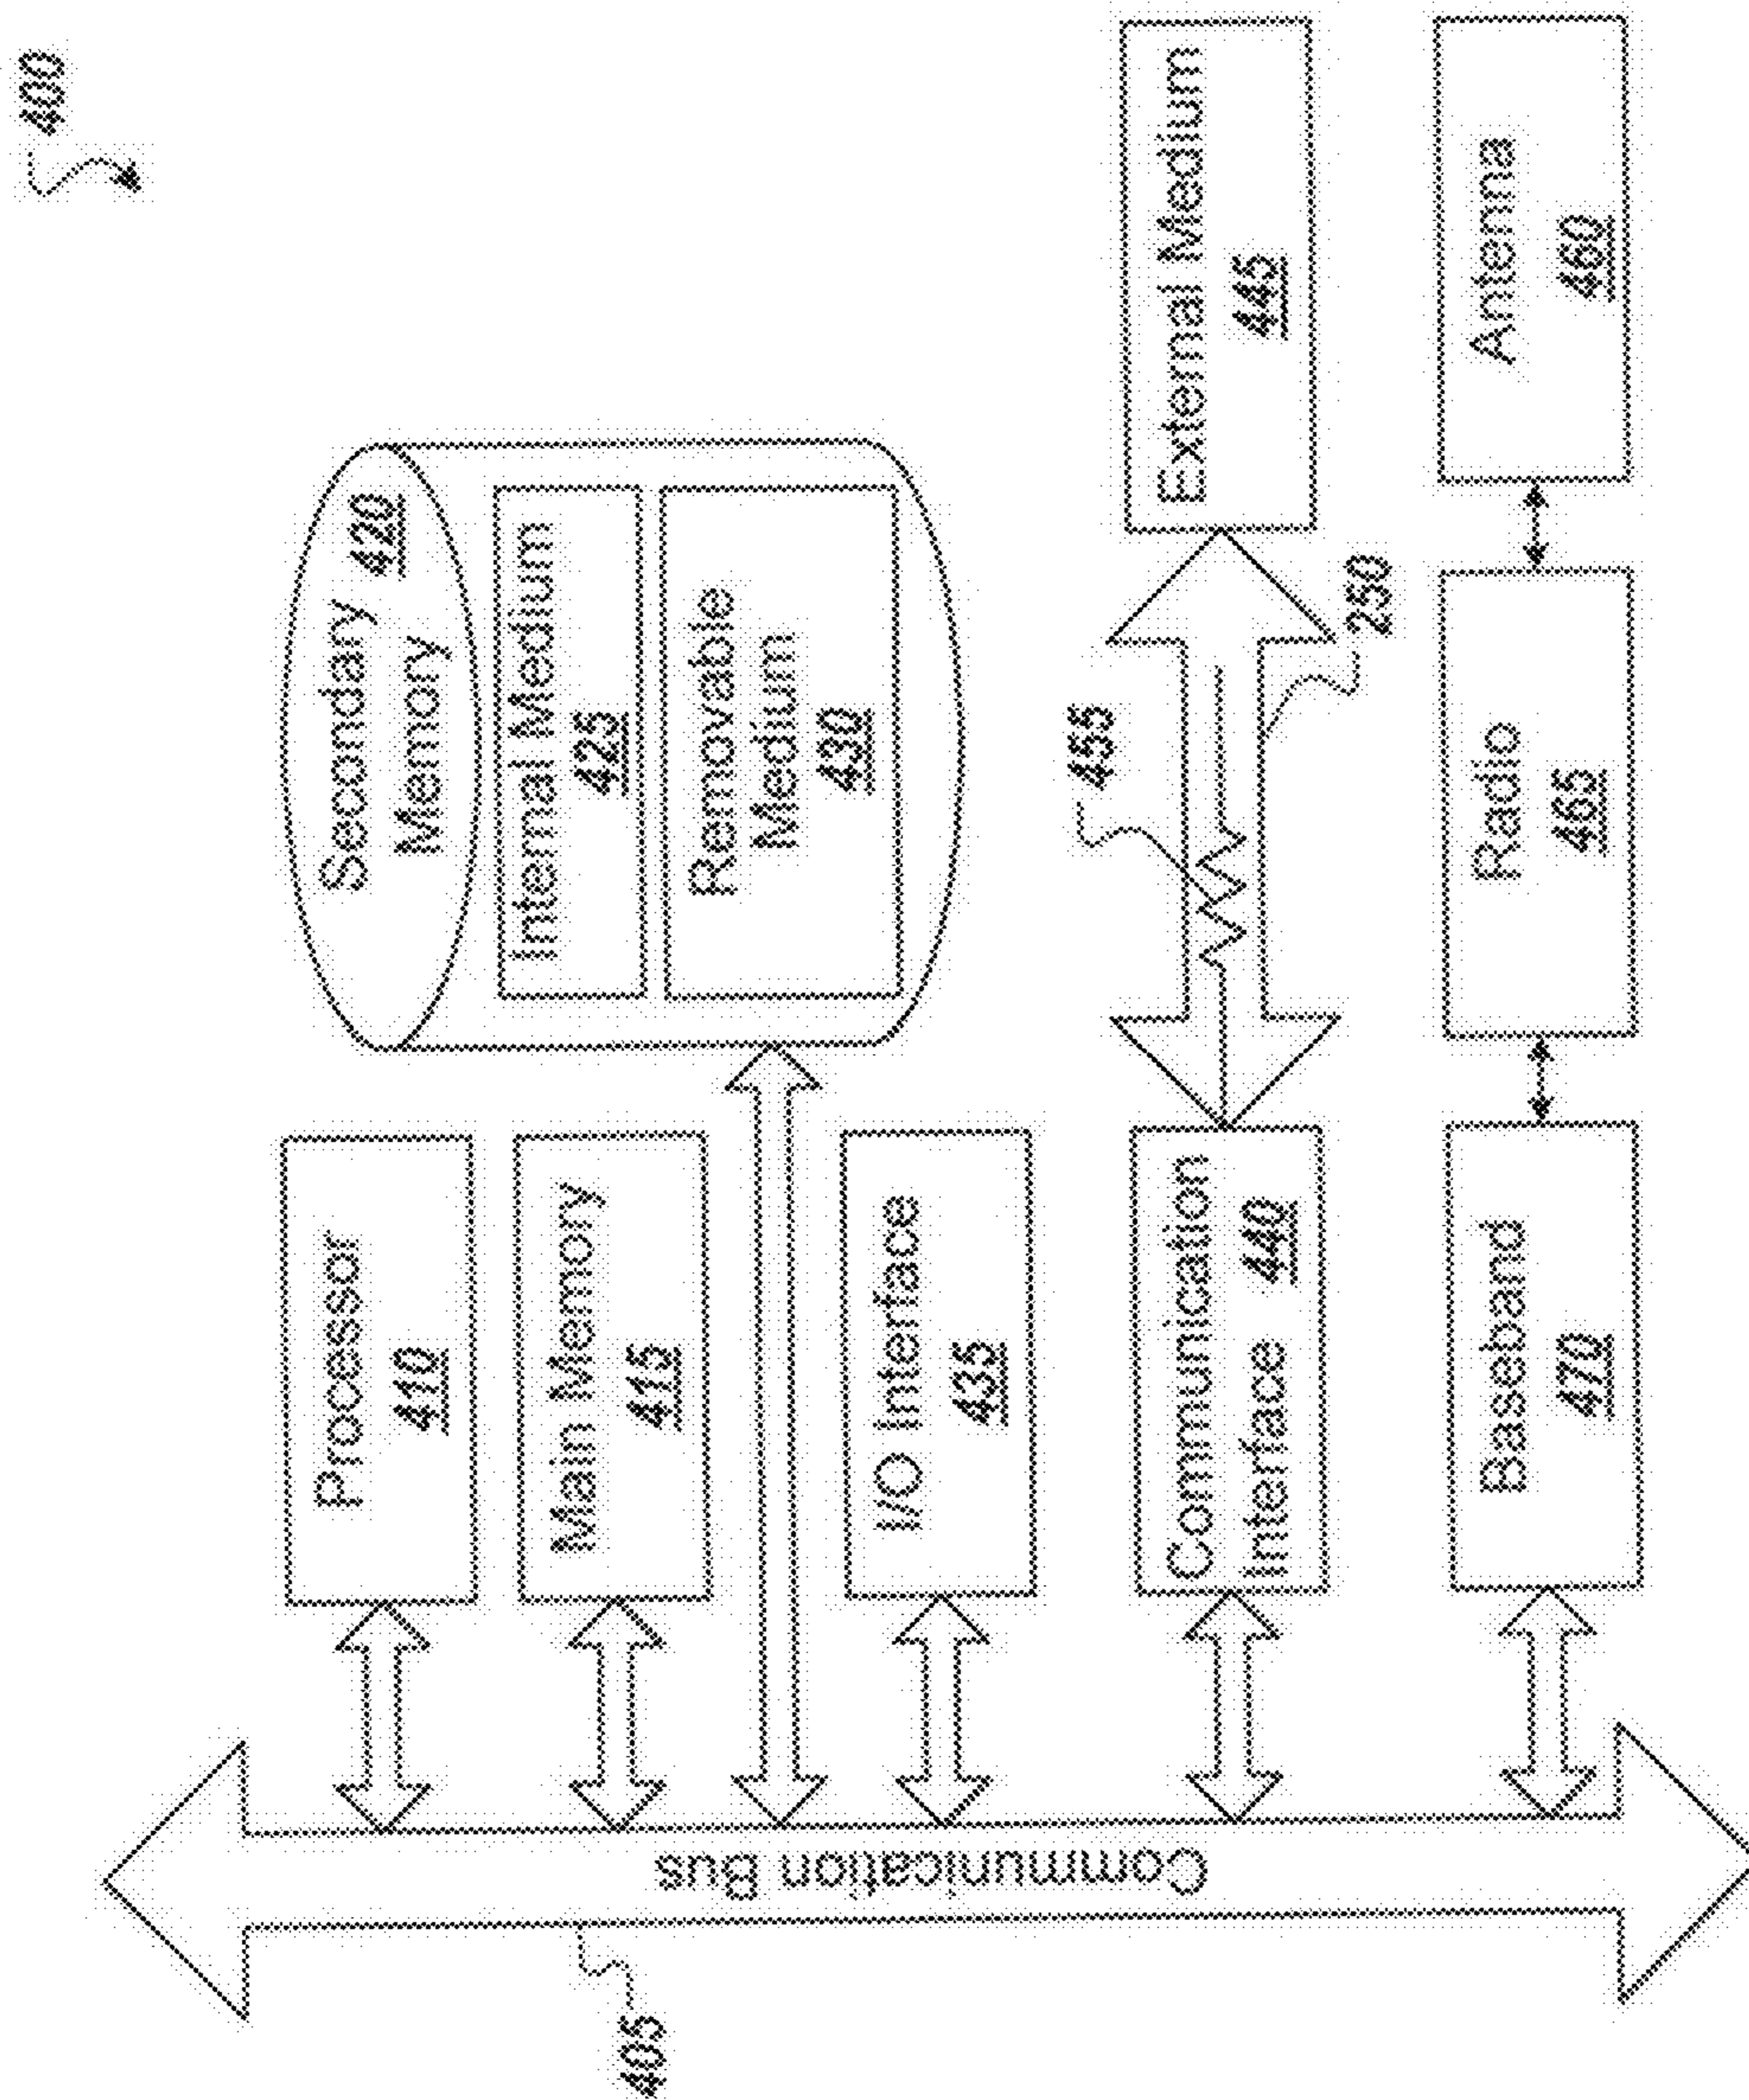 400
Processor
410
Main Memory
415
Secondary
Memory
420
Internal Medium
425
Removable
Medium
430
I/O Interface
435
Communication
Interface 440
455
250
External Medium
445
Baseband
470
Radio
465
Antenna
460
Communication Bus
405